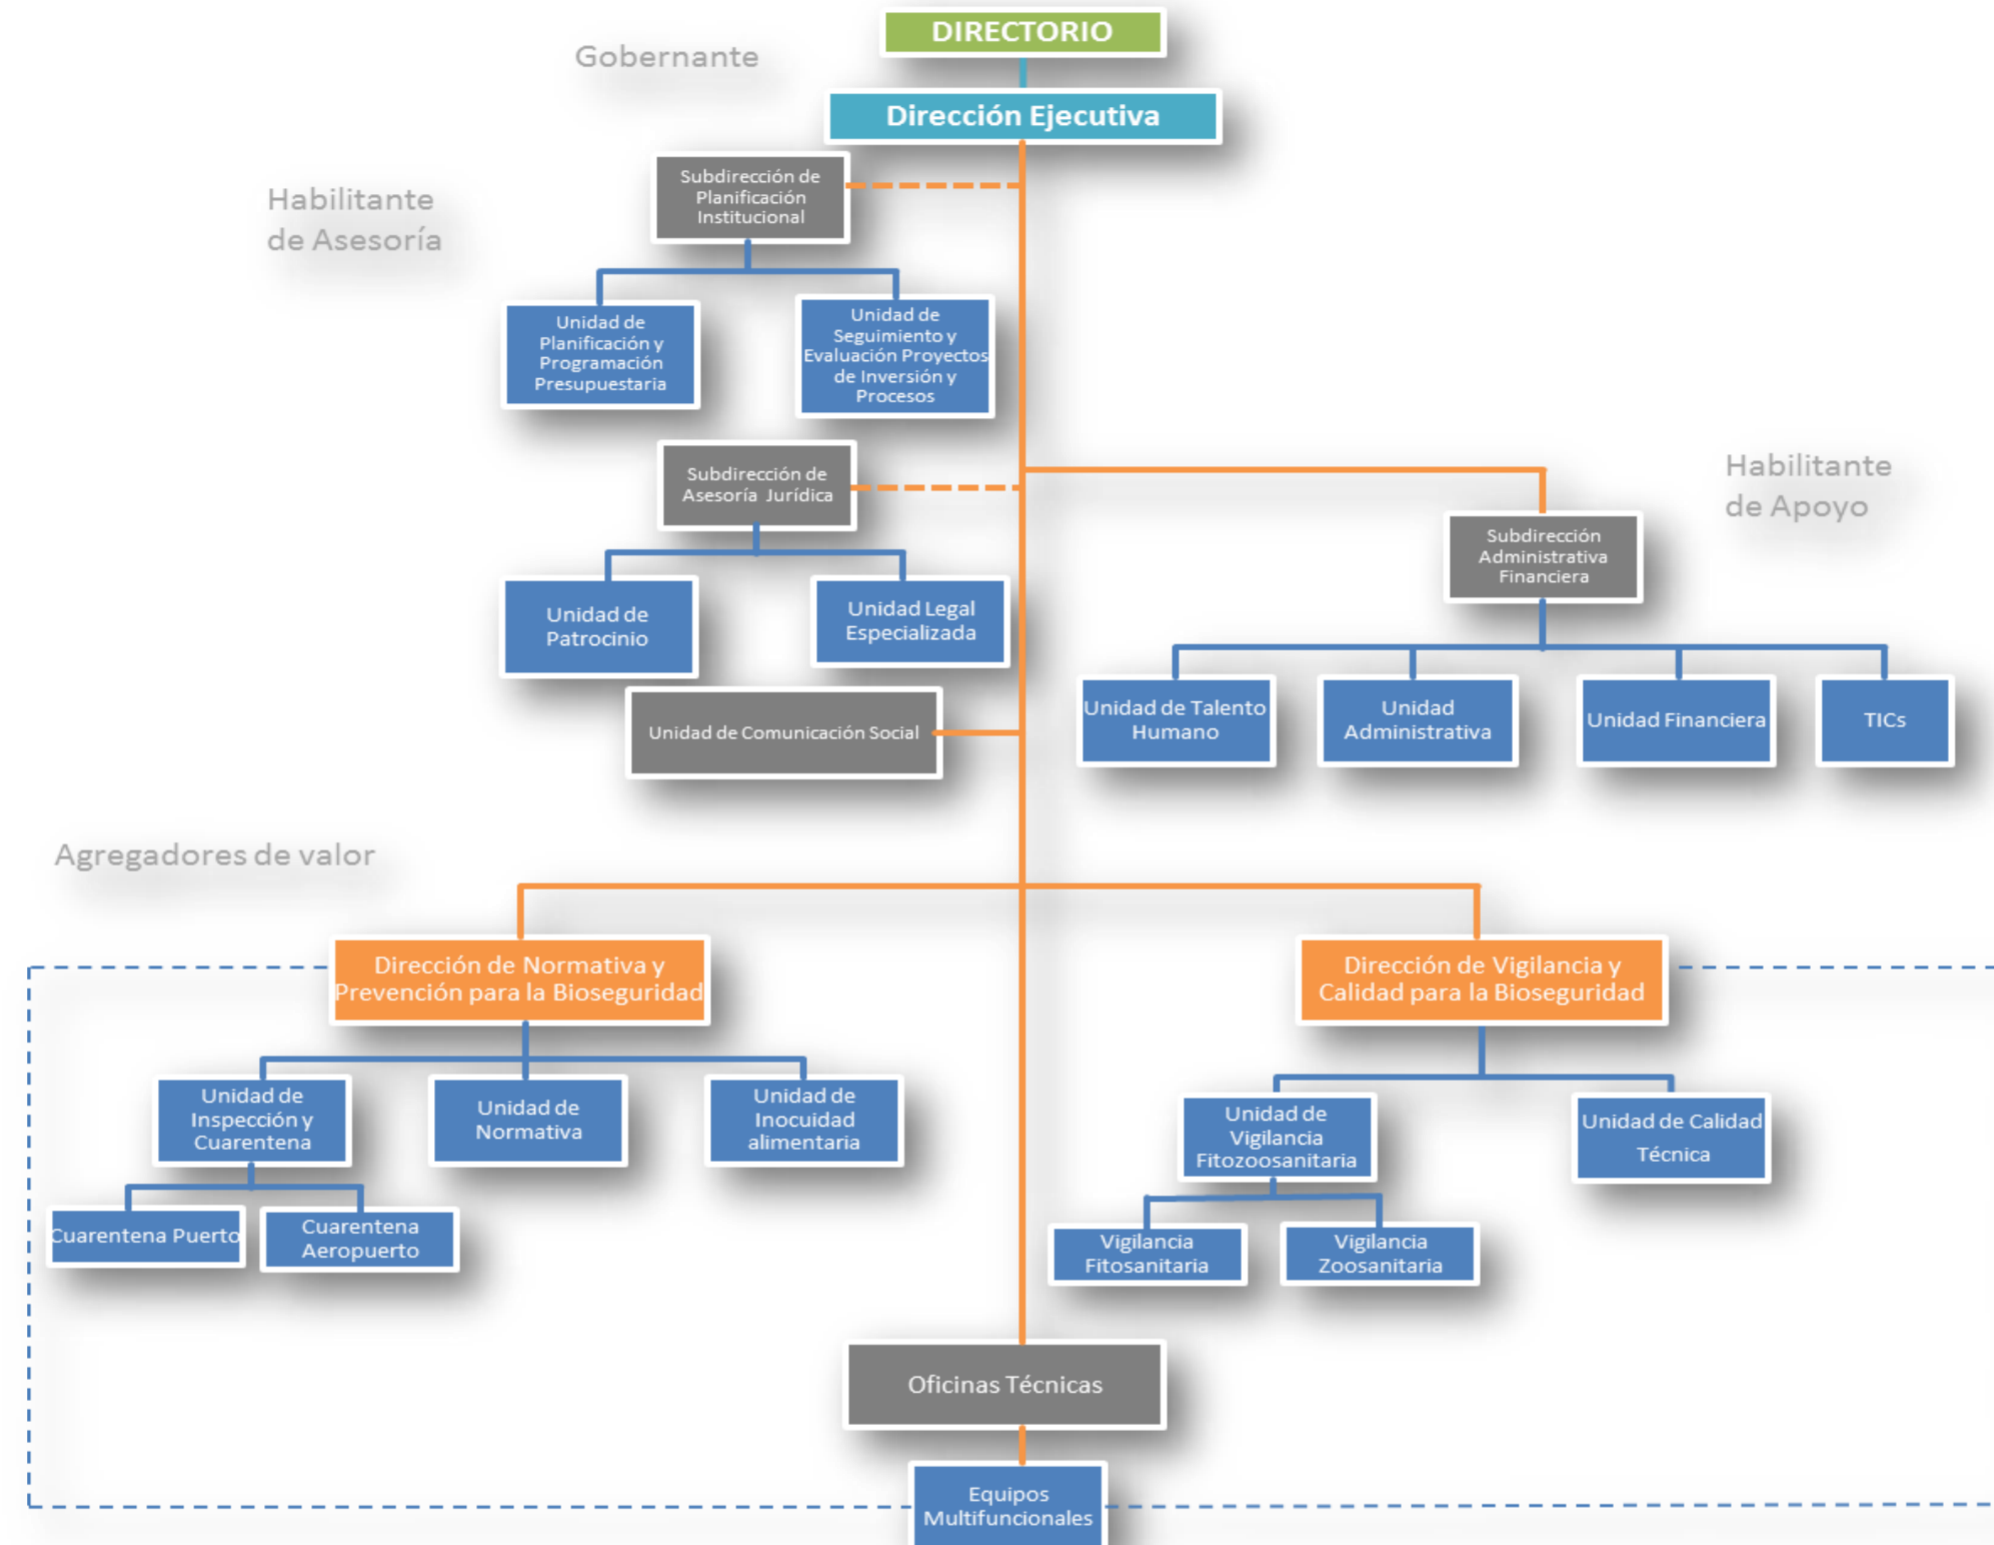 DIRECTORIO
Gobernante
Dirección Ejecutiva
Subdirección de
Planificación
Institucional
Habilitante
de Asesoría
Unidad de
Planificación y
Programación
Presupuestaria
Unidad de
Seguimiento y
Evaluación Proyectos
de Inversión y
Procesos
Subdirección de
Asesoría Jurídica
Habilitante
de Apoyo
Subdirección
Administrativa
Financiera
Unidad de
Patrocinio
Unidad Legal
Especializada
Unidad de Comunicación Social
Unidad de Talento
Humano
Unidad
Administrativa
Unidad Financiera
TICs
Agregadores de valor
Dirección de Normativa y
Prevención para la Bioseguridad
Dirección de Vigilancia y
Calidad para la Bioseguridad
Unidad de
Inspección y
Cuarentena
Unidad de
Normativa
Unidad de
Inocuidad
alimentaria
Unidad de
Vigilancia
Fitozoosanitaria
Unidad de Calidad
Técnica
Cuarentena Puerto
Cuarentena
Aeropuerto
Vigilancia
Fitosanitaria
Vigilancia
Zoosanitaria
Oficinas Técnicas
Equipos
Multifuncionales